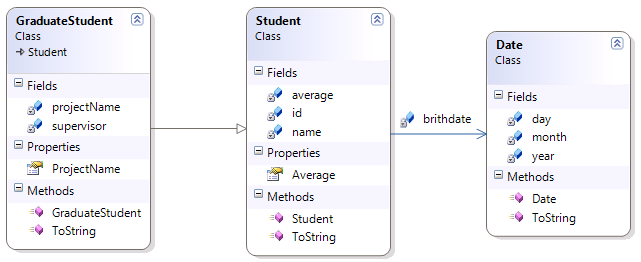 GraduateStudent
Class
Student
Fields
projectName
supervisor
Properties
ProjectName
Methods
GraduateStudent
ToString
Student
Class
Fields
average
id
name
Properties
Average
Methods
Student
ToString
brithdate
Date
Class
Fields
day
month
year
Methods
Date
ToString